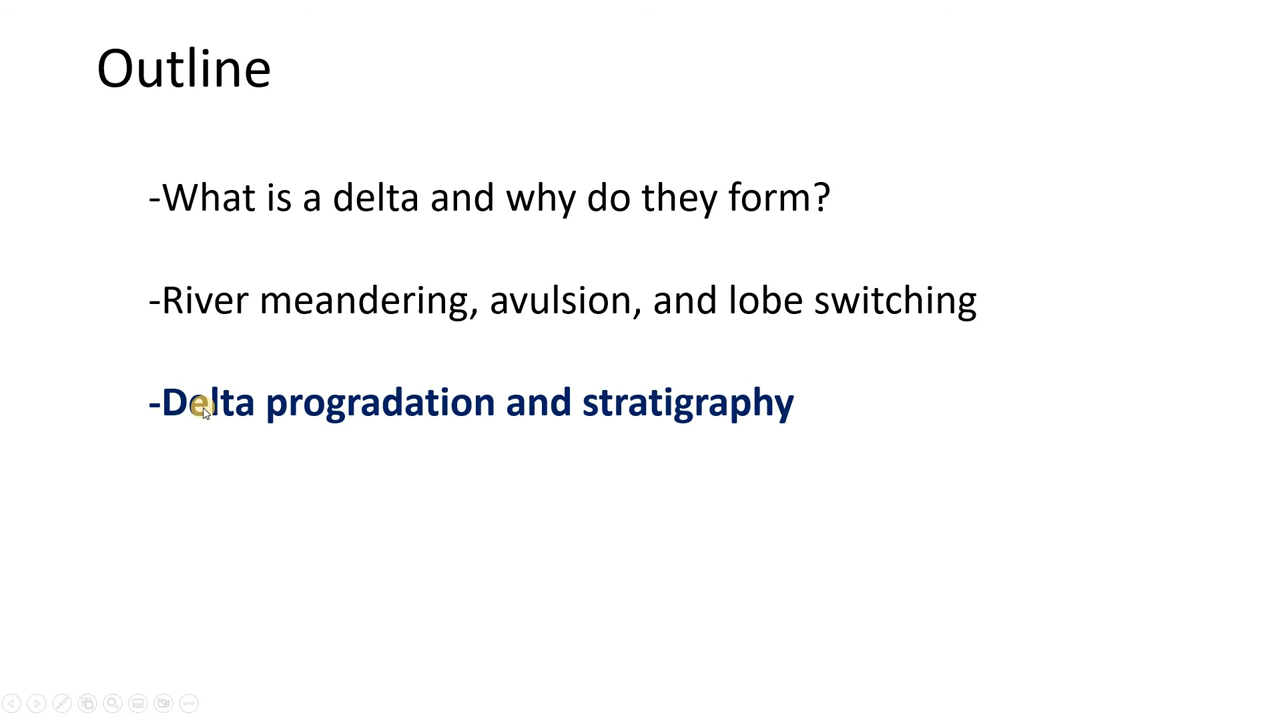 Outline
-What is a delta and why do they form?
-River meandering, avulsion, and lobe switching
-Delta progradation and stratigraphy